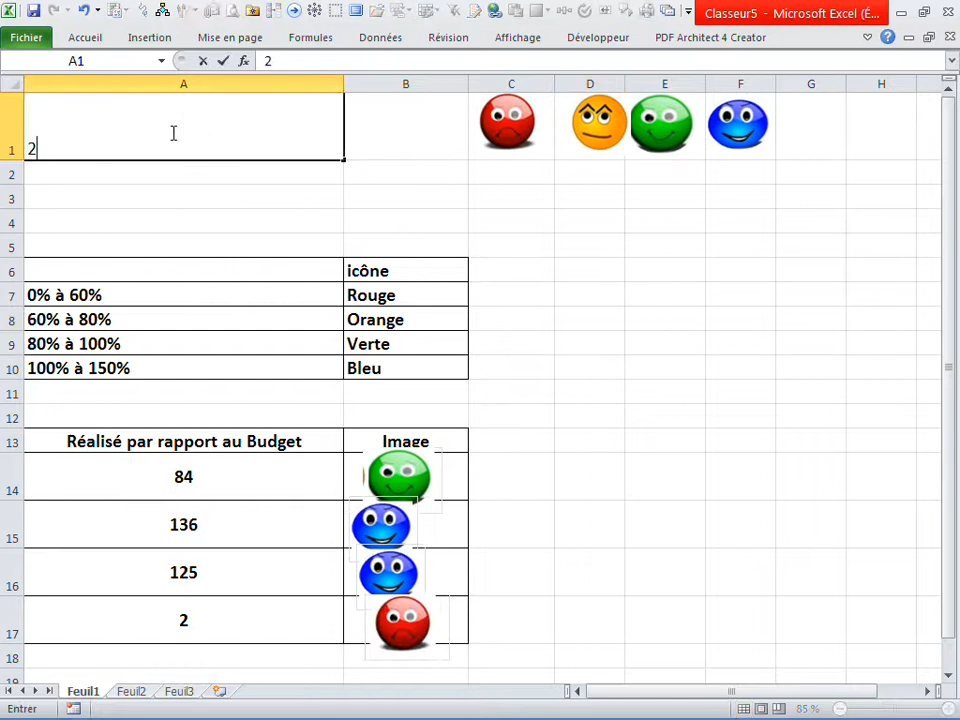 Classeur5 - Microsoft Excel (É...
Fichier Accueil Insertion Mise en page Formules Données Révision Affichage Développeur PDF Architect 4 Creator
A1 fx 2
A B C D E F G H
1 2
2
3
4
5
6 icône
7 0% à 60% Rouge
8 60% à 80% Orange
9 80% à 100% Verte
10 100% à 150% Bleu
11
12
13 Réalisé par rapport au Budget Image
14 84
15 136
16 125
17 2
18
19
Feuil1 Feuil2 Feuil3
Entrer 85 %